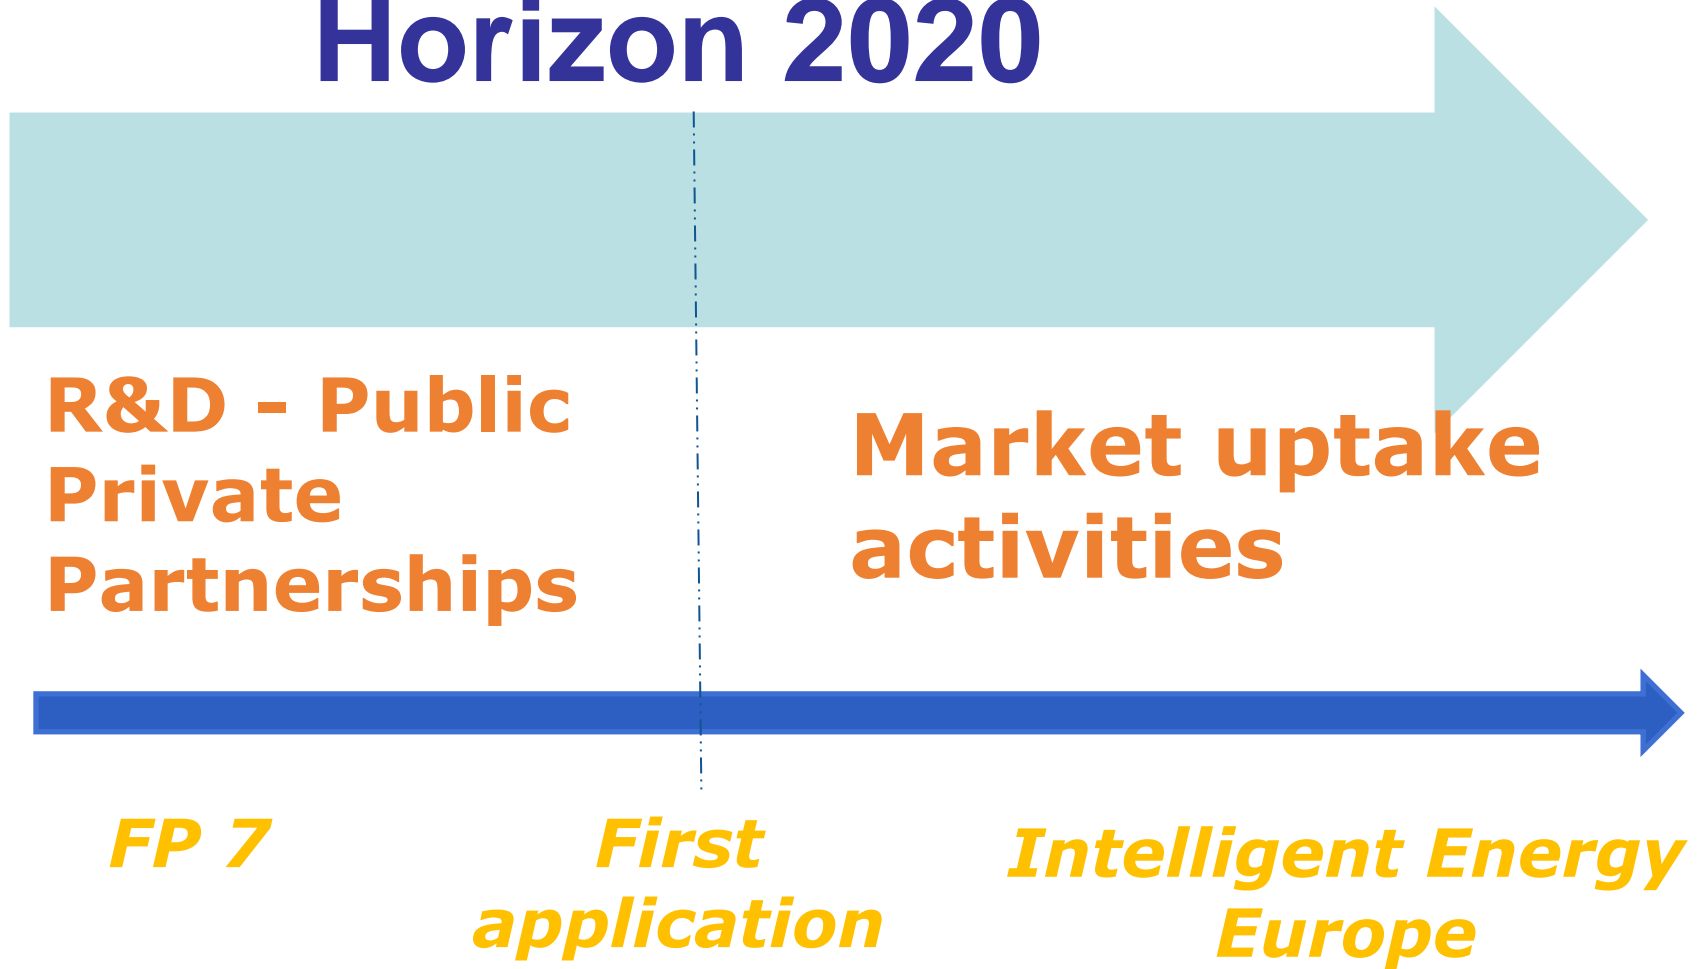 Horizon 2020
R&D - Public
Private
Partnerships
Market uptake
activities
FP 7
First
application
Intelligent Energy
Europe